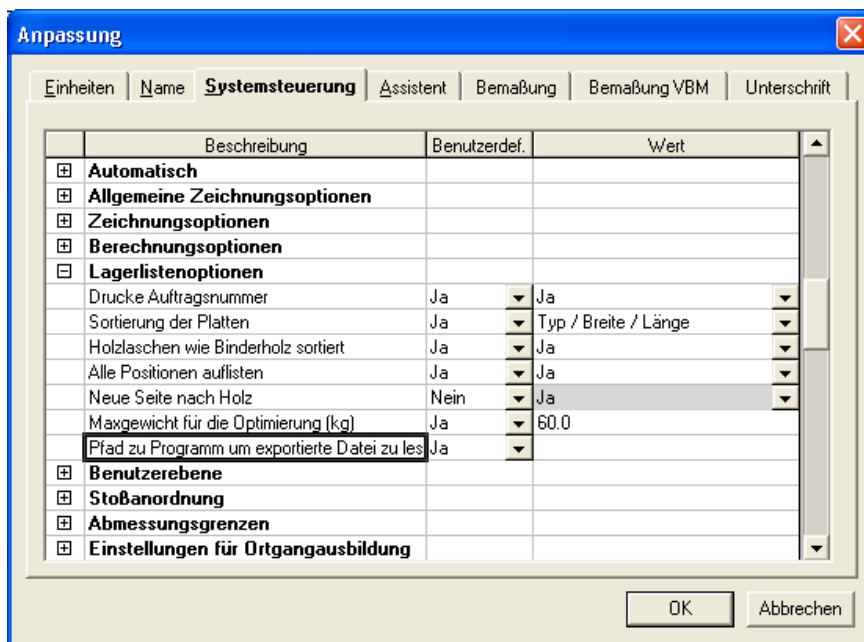 Anpassung
Einheiten Name Systemsteuerung Assistent Bemaßung Bemaßung VBM Unterschrift
Beschreibung Benutzerdef. Wert
Automatisch
Allgemeine Zeichnungsoptionen
Zeichnungsoptionen
Berechnungsoptionen
Lagerlistenoptionen
Drucke Auftragsnummer Ja Ja
Sortierung der Platten Ja Typ / Breite / Länge
Holzlaschen wie Binderholz sortiert Ja Ja
Alle Positionen auflisten Ja Ja
Neue Seite nach Holz Nein Ja
Maxgewicht für die Optimierung (kg) Ja 60.0
Pfad zu Programm um exportierte Datei zu les Ja
Benutzerebene
Stoßanordnung
Abmessungsgrenzen
Einstellungen für Ortgangausbildung
OK Abbrechen